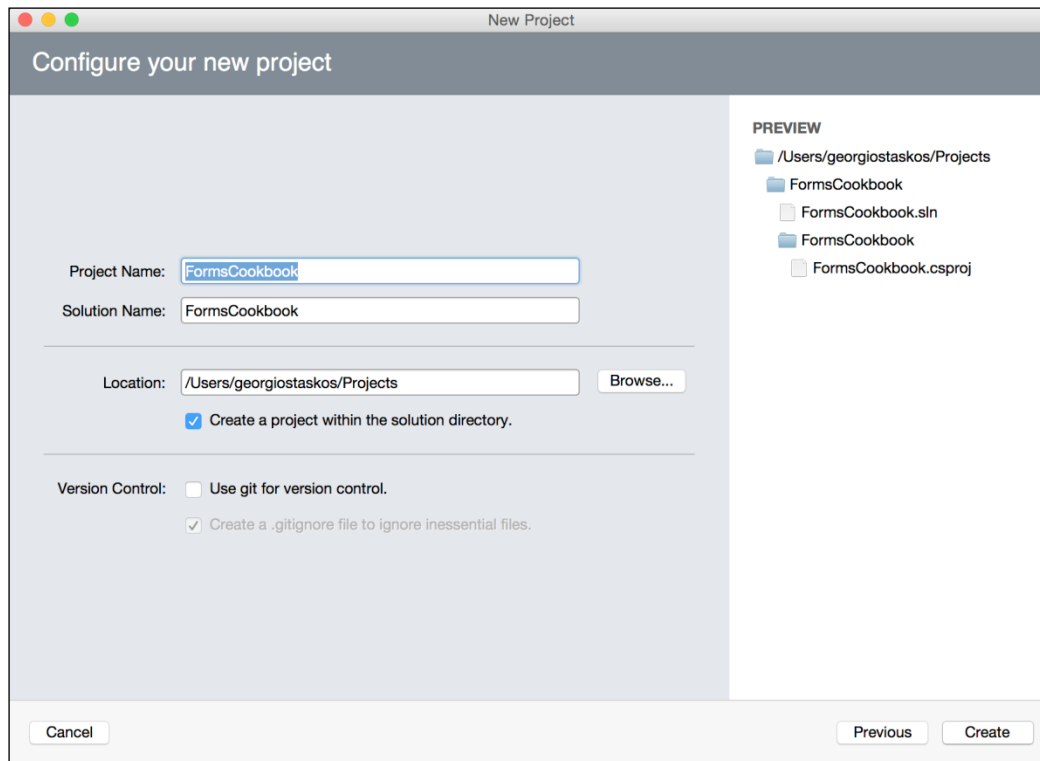 New Project
Configure your new project
Project Name: FormsCookbook
Solution Name: FormsCookbook
Location: /Users/georgiostaskos/Projects Browse...
Create a project within the solution directory.
Version Control: Use git for version control.
Create a .gitignore file to ignore inessential files.
PREVIEW
/Users/georgiostaskos/Projects
FormsCookbook
FormsCookbook.sln
FormsCookbook
FormsCookbook.csproj
Cancel Previous Create